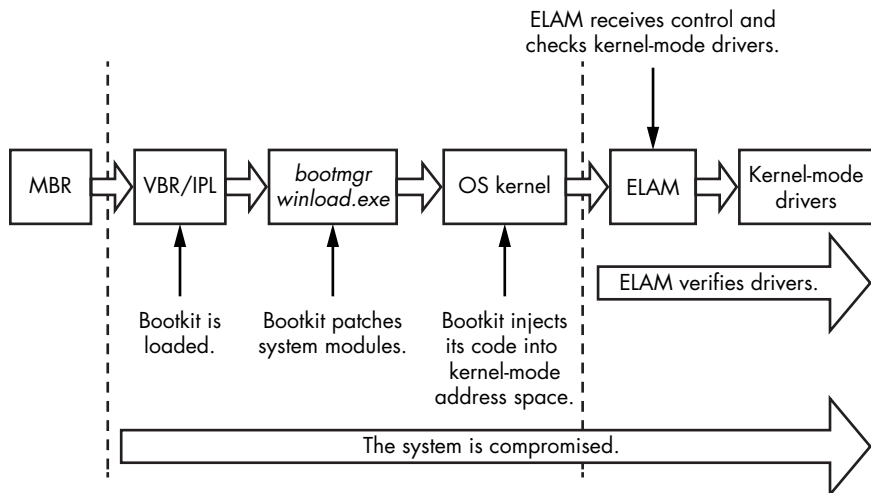 ELAM receives control and
checks kernel-mode drivers.
MBR
VBR/IPL
bootmgr
winload.exe
OS kernel
ELAM
Kernel-mode
drivers
ELAM verifies drivers.
Bootkit is
loaded.
Bootkit patches
system modules.
Bootkit injects
its code into
kernel-mode
address space.
The system is compromised.